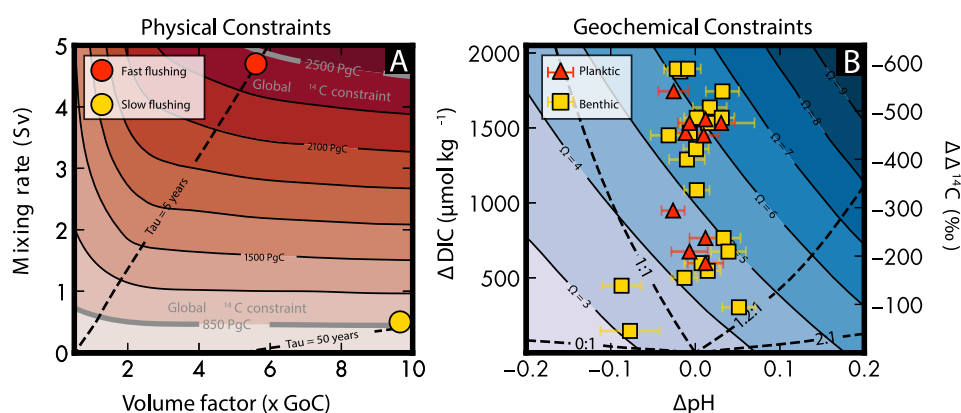 Physical Constraints
A
Fast flushing
Slow flushing
2500 PgC
Global ¹⁴C constraint
2100 PgC
Tau = 5 years
1500 PgC
Global ¹⁴C constraint
850 PgC
Tau = 50 years
5
4
3
2
1
0
2
4
6
8
10
Mixing rate (Sv)
Volume factor (x GoC)
Geochemical Constraints
B
Planktic
Benthic
Ω = 9
Ω = 8
Ω = 7
Ω = 6
Ω = 4
Ω = 3
1:1
1.2:1
2:1
0:1
2000
1500
1000
500
−0.2
−0.1
0.0
0.1
0.2
ΔDIC (μmol kg⁻¹)
ΔpH
−600
−500
−400
−300
−200
−100
ΔΔ¹⁴C (‰)